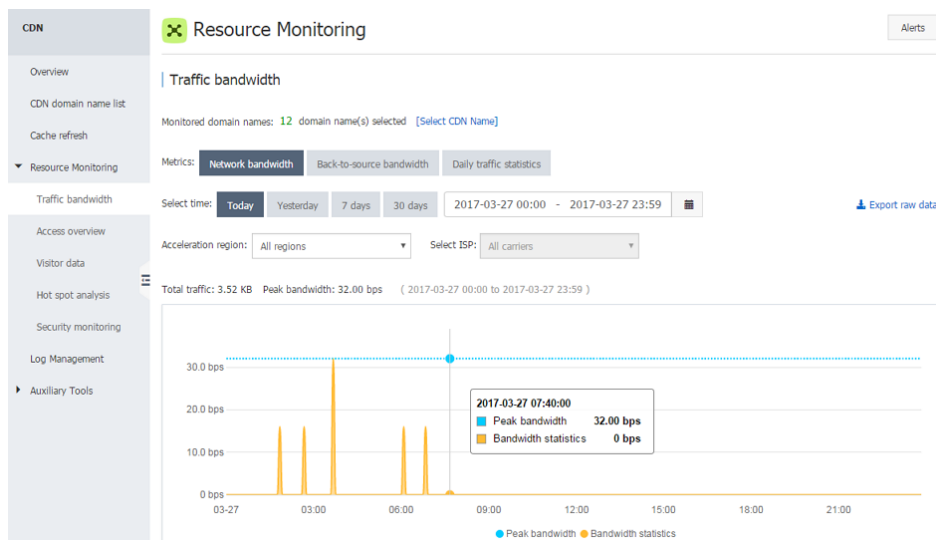 CDN
Resource Monitoring
Alerts
Overview
CDN domain name list
Cache refresh
Resource Monitoring
Traffic bandwidth
Access overview
Visitor data
Hot spot analysis
Security monitoring
Log Management
Auxiliary Tools
Traffic bandwidth
Monitored domain names: 12 domain name(s) selected [Select CDN Name]
Metrics: Network bandwidth Back-to-source bandwidth Daily traffic statistics
Select time: Today Yesterday 7 days 30 days 2017-03-27 00:00 - 2017-03-27 23:59 Export raw data
Acceleration region: All regions Select ISP: All carriers
Total traffic: 3.52 KB Peak bandwidth: 32.00 bps ( 2017-03-27 00:00 to 2017-03-27 23:59 )
30.0 bps
20.0 bps
10.0 bps
0 bps
2017-03-27 07:40:00
Peak bandwidth 32.00 bps
Bandwidth statistics 0 bps
03-27 03:00 06:00 09:00 12:00 15:00 18:00 21:00
Peak bandwidth Bandwidth statistics